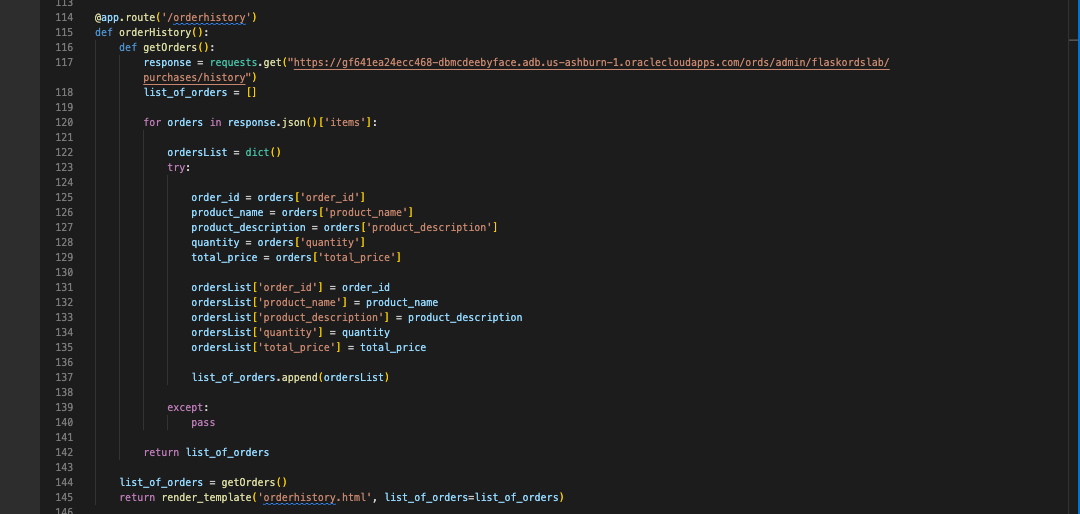 113
114 @app.route('/orderhistory')
115 def orderHistory():
116 def getOrders():
117 response = requests.get("https://gf641ea24ecc468-dbmcdeebyface.adb.us-ashburn-1.oraclecloudapps.com/ords/admin/flaskordslab/
purchases/history")
118 list_of_orders = []
119
120 for orders in response.json()['items']:
121
122 ordersList = dict()
123 try:
124
125 order_id = orders['order_id']
126 product_name = orders['product_name']
127 product_description = orders['product_description']
128 quantity = orders['quantity']
129 total_price = orders['total_price']
130
131 ordersList['order_id'] = order_id
132 ordersList['product_name'] = product_name
133 ordersList['product_description'] = product_description
134 ordersList['quantity'] = quantity
135 ordersList['total_price'] = total_price
136
137 list_of_orders.append(ordersList)
138
139 except:
140 pass
141
142 return list_of_orders
143
144 list_of_orders = getOrders()
145 return render_template('orderhistory.html', list_of_orders=list_of_orders)
146